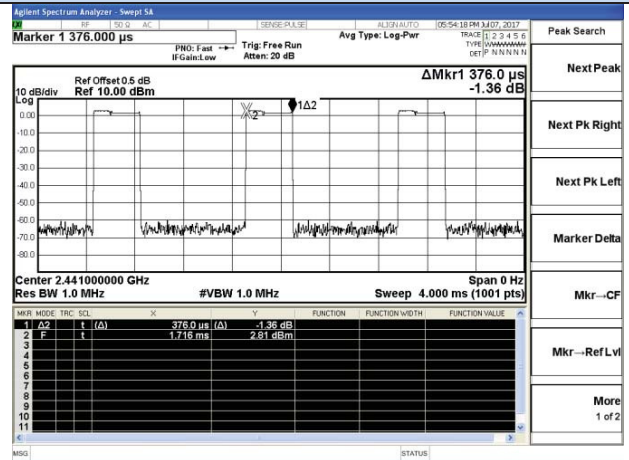 Agilent Spectrum Analyzer - Swept SA
RF 50 Ω AC SENSE:PULSE ALIGNAUTO 05:54:18 PM Jul 07, 2017
Marker 1 376.000 µs
PNO: Fast
IFGain:Low
Trig: Free Run
Atten: 20 dB
Avg Type: Log-Pwr
TRACE 1 2 3 4 5 6
TYPE WWWWWW
DET P N N N N N
Peak Search
Next Peak
Next Pk Right
Next Pk Left
Marker Delta
Mkr→CF
Mkr→Ref Lvl
More
1 of 2
ΔMkr1 376.0 µs
-1.36 dB
Ref Offset 0.5 dB
10 dB/div Ref 10.00 dBm
Log
0.00
-10.0
-20.0
-30.0
-40.0
-50.0
-60.0
-70.0
-80.0
2
1Δ2
Center 2.441000000 GHz Span 0 Hz
Res BW 1.0 MHz #VBW 1.0 MHz Sweep 4.000 ms (1001 pts)
MKR MODE TRC SCL X Y FUNCTION FUNCTION WIDTH FUNCTION VALUE
1 Δ2 t (Δ) 376.0 µs (Δ) -1.36 dB
2 F t 1.716 ms 2.81 dBm
3
4
5
6
7
8
9
10
11
MSG STATUS